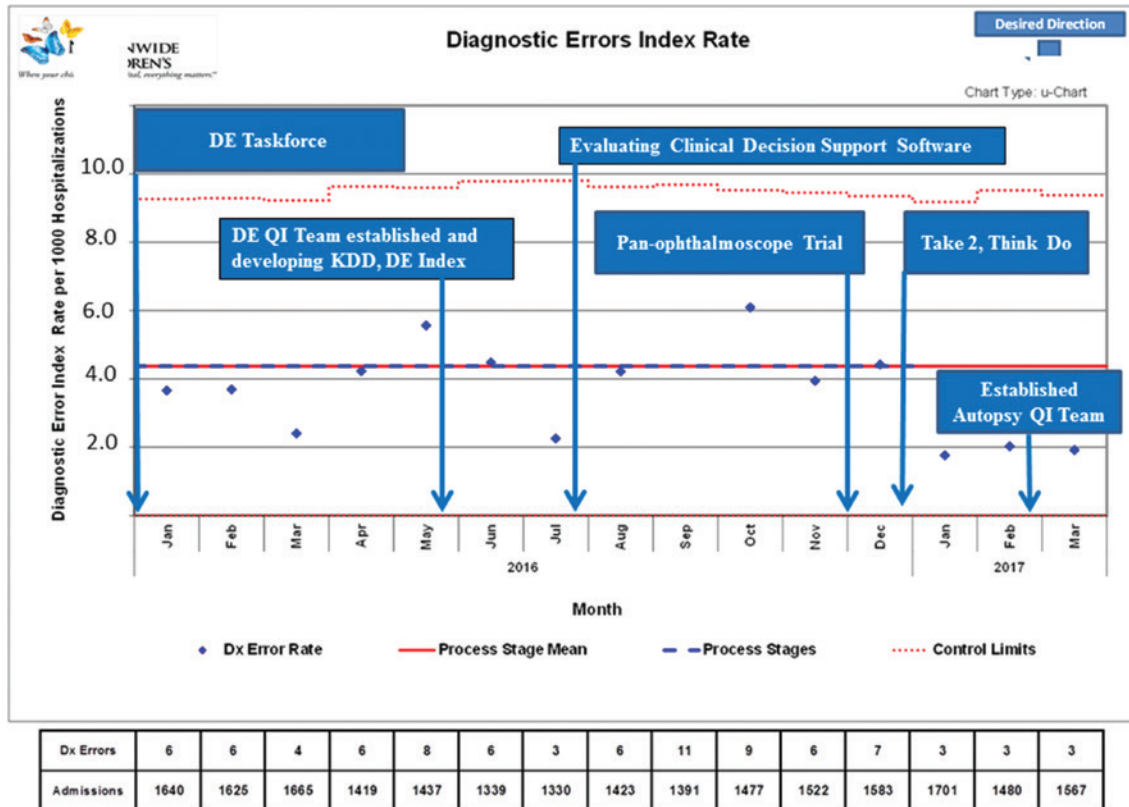 NWIDE
DREN'S
When your chi
tal, everything matters."
Diagnostic Errors Index Rate
Desired Direction
Chart Type: u-Chart
Diagnostic Error Index Rate per 1000 Hospitalizations
10.0
8.0
6.0
4.0
2.0
DE Taskforce
Evaluating Clinical Decision Support Software
DE QI Team established and
developing KDD, DE Index
Pan-ophthalmoscope Trial
Take 2, Think Do
Established
Autopsy QI Team
Jan Feb Mar Apr May Jun Jul Aug Sep Oct Nov Dec Jan Feb Mar
2016 2017
Month
Dx Error Rate Process Stage Mean Process Stages Control Limits
Dx Errors 6 6 4 6 8 6 3 6 11 9 6 7 3 3 3
Admissions 1640 1625 1665 1419 1437 1339 1330 1423 1391 1477 1522 1583 1701 1480 1567